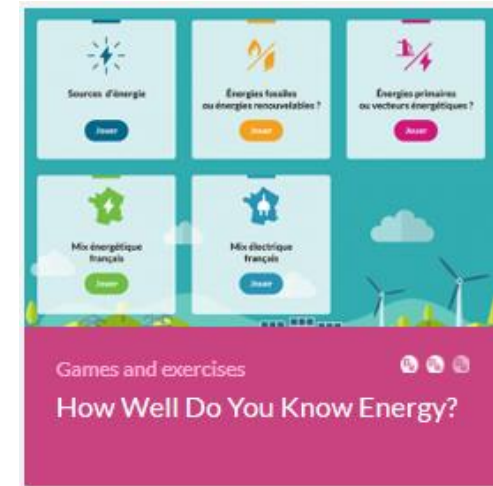 Sources d'énergie
Jouer
Énergies fossiles
ou énergies renouvelables ?
Jouer
Énergies primaires
ou vecteurs énergétiques ?
Jouer
Mix énergétique
français
Jouer
Mix électrique
français
Jouer
Games and exercises
How Well Do You Know Energy?